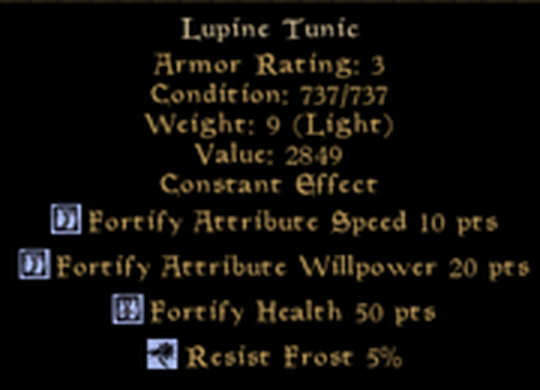 Lupine Tunic
Armor Rating: 3
Condition: 737/737
Weight: 9 (Light)
Value: 2849
Constant Effect
Fortify Attribute Speed 10 pts
Fortify Attribute Willpower 20 pts
Fortify Health 50 pts
Resist Frost 5%